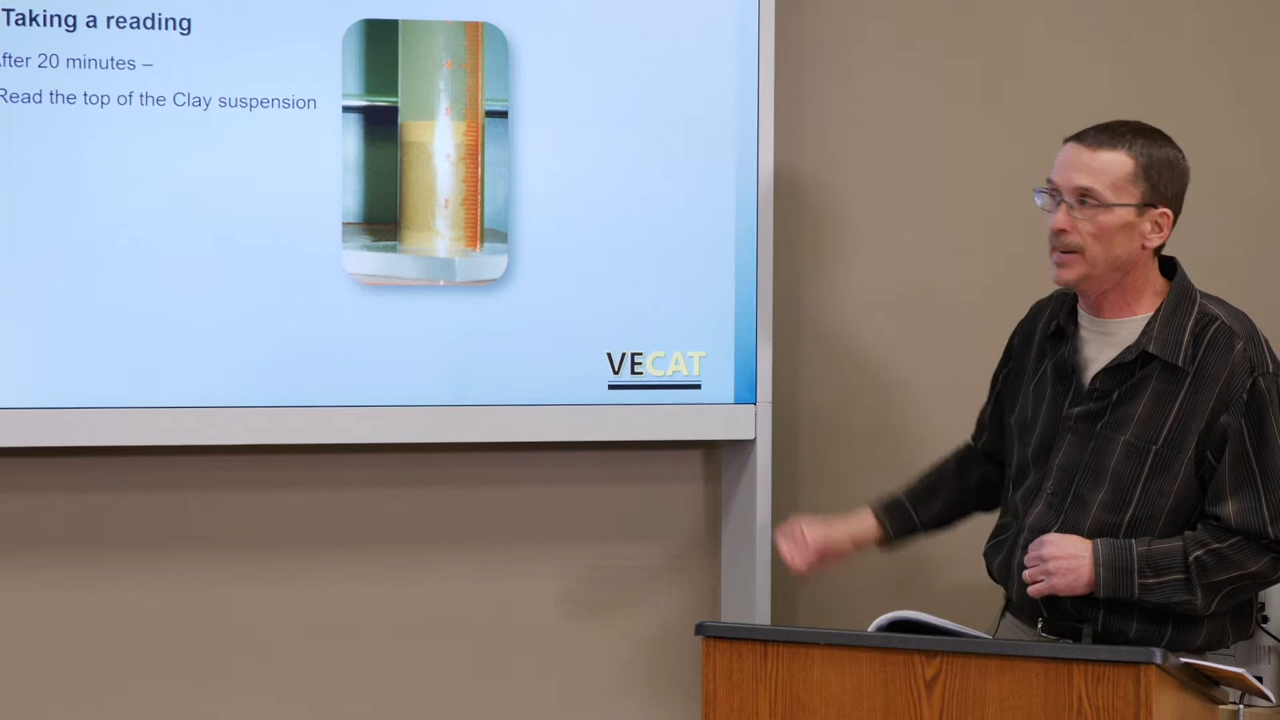 Taking a reading
fter 20 minutes –
Read the top of the Clay suspension
VECAT